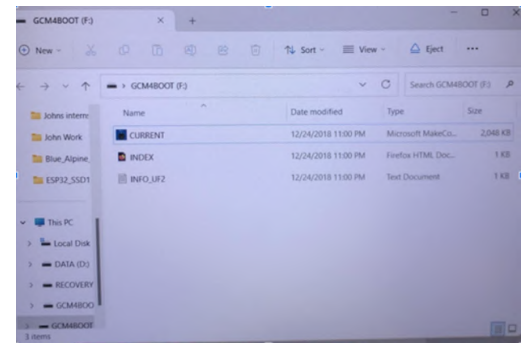 GCM4BOOT (F:)
New
Sort
View
Eject
GCM4BOOT (F:)
Search GCM4BOOT (F:)
Name
Date modified
Type
Size
CURRENT
12/24/2018 11:00 PM
Microsoft MakeCo...
2,048 KB
INDEX
12/24/2018 11:00 PM
Firefox HTML Doc...
1 KB
INFO_UF2
12/24/2018 11:00 PM
Text Document
1 KB
Johns interns
John Work
Blue_Alpine_
ESP32_SSD1
This PC
Local Disk
DATA (D:)
RECOVERY
GCM4BOO
GCM4BOOT
3 items